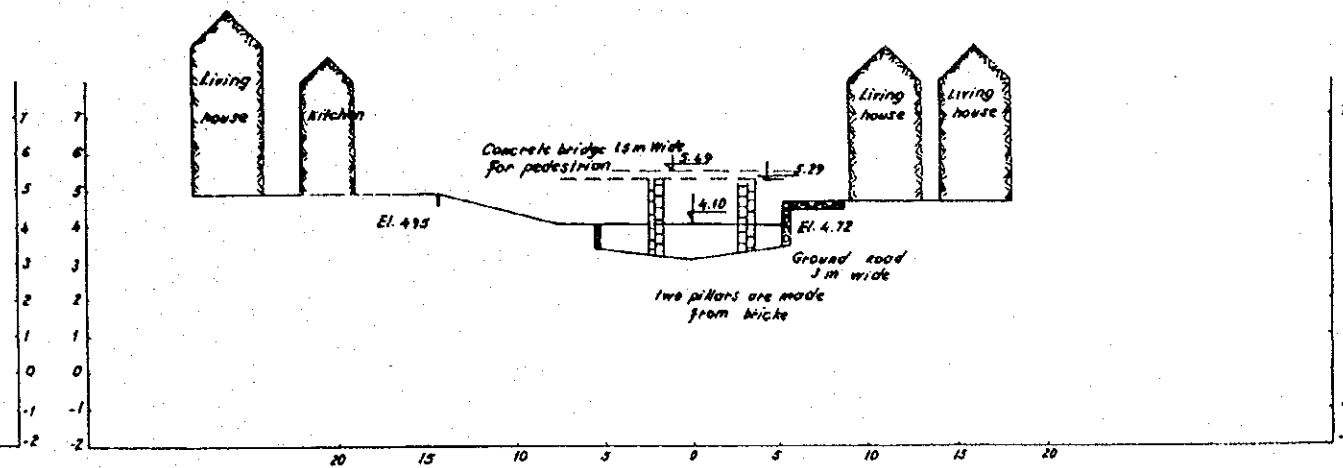 Living
house
Kitchen
Living
house
Living
house
Concrete bridge 1.5 m wide
for pedestrian
5.49
5.29
4.10
El. 4.95
El. 4.72
Ground road
3 m wide
two pillars are made
from bricke
7 7
6 6
5 5
4 4
3 3
2 2
1 1
0 0
-1 -1
-2 -2
20 15 10 5 0 5 10 15 20